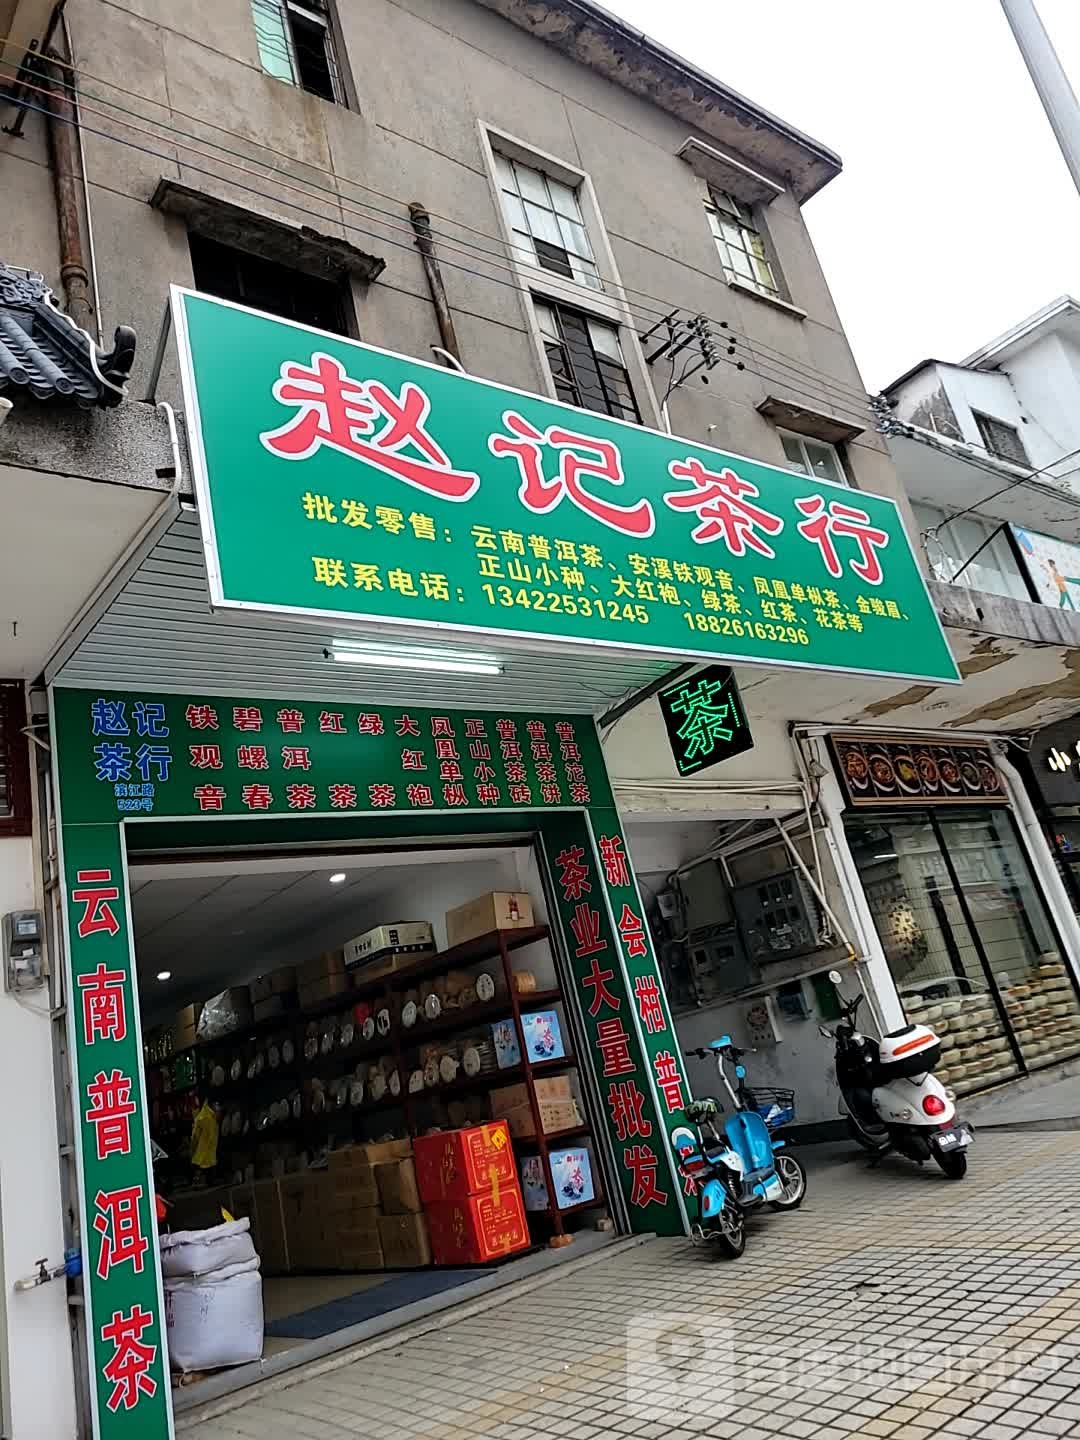 赵记茶行
批发零售：云南普洱茶、安溪铁观音、凤凰单枞茶、金骏眉、
正山小种、大红袍、绿茶、红茶、花茶等
联系电话：13422531245 18826163296
茶
赵记
茶行
滨江路
523号
铁观音
碧螺春
普洱茶
红茶
绿茶
大红袍
凤凰单枞
正山小种
普洱茶砖
普洱茶饼
普洱沱茶
云南普洱茶
茶业大量批发
新会柑普